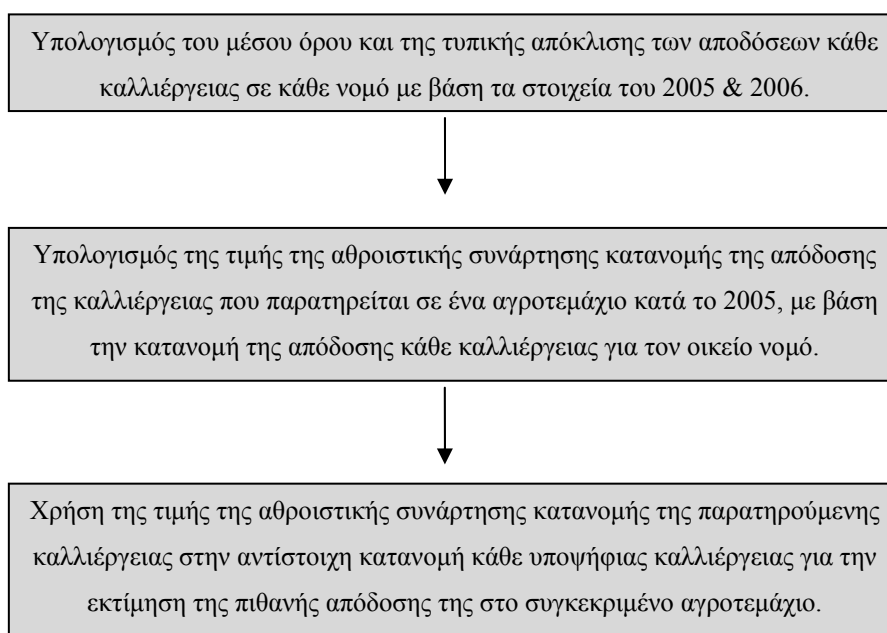 Υπολογισμός του μέσου όρου και της τυπικής απόκλισης των αποδόσεων κάθε
καλλιέργειας σε κάθε νομό με βάση τα στοιχεία του 2005 & 2006.
Υπολογισμός της τιμής της αθροιστικής συνάρτησης κατανομής της απόδοσης
της καλλιέργειας που παρατηρείται σε ένα αγροτεμάχιο κατά το 2005, με βάση
την κατανομή της απόδοσης κάθε καλλιέργειας για τον οικείο νομό.
Χρήση της τιμής της αθροιστικής συνάρτησης κατανομής της παρατηρούμενης
καλλιέργειας στην αντίστοιχη κατανομή κάθε υποψήφιας καλλιέργειας για την
εκτίμηση της πιθανής απόδοσης της στο συγκεκριμένο αγροτεμάχιο.